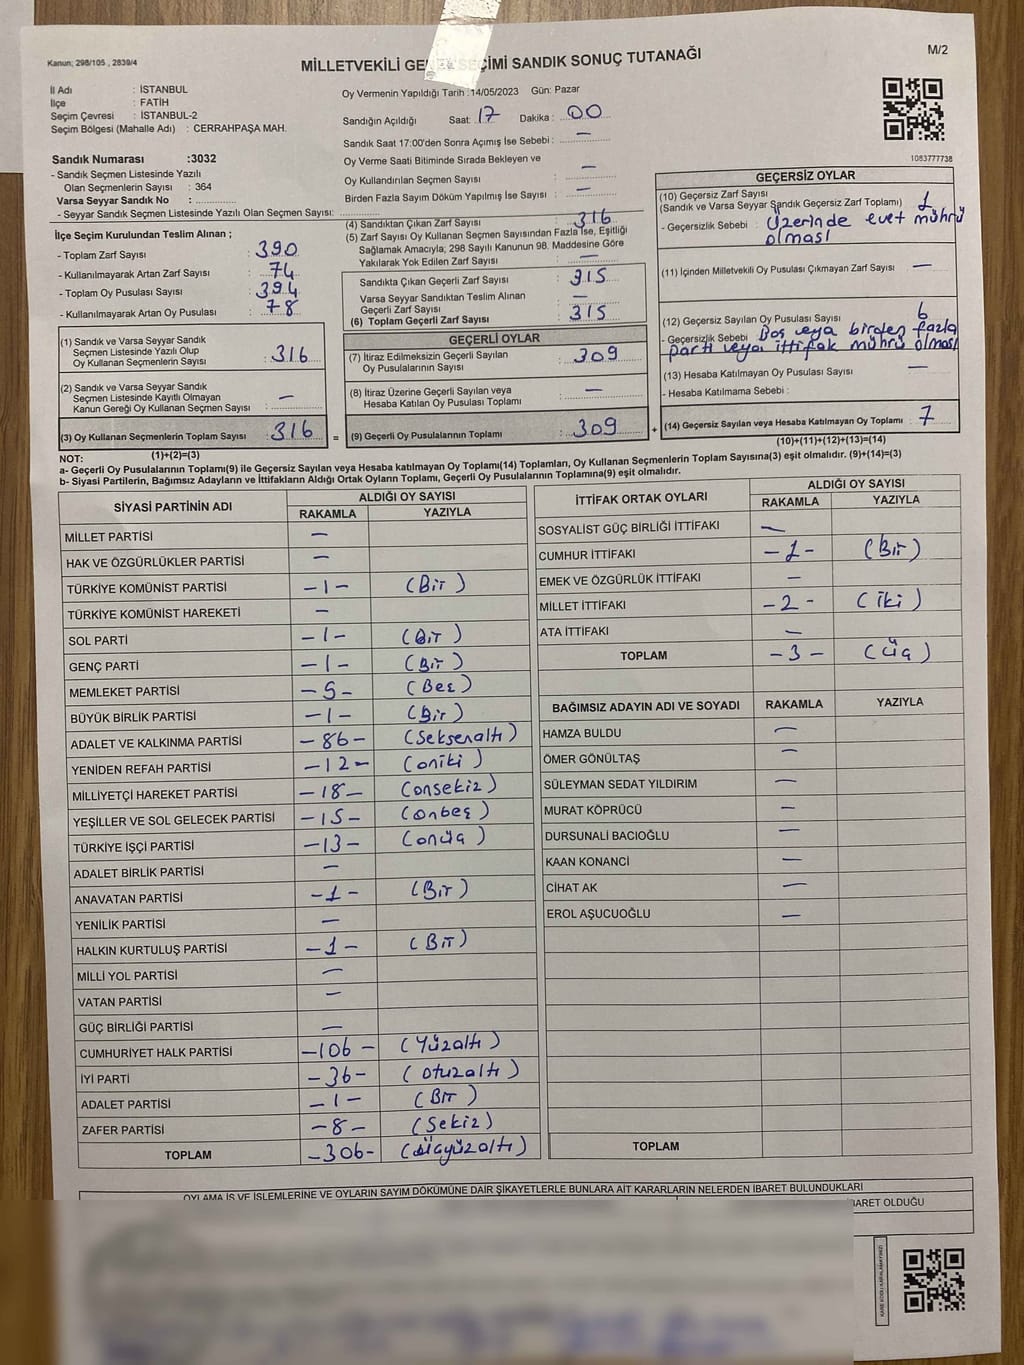 Kanun; 298/105 , 2839/4
M/2
MİLLETVEKİLİ GE SEÇİMİ SANDIK SONUÇ TUTANAĞI
İl Adı : İSTANBUL
İlçe : FATİH
Seçim Çevresi : İSTANBUL-2
Seçim Bölgesi (Mahalle Adı) : CERRAHPAŞA MAH.
Sandık Numarası :3032
- Sandık Seçmen Listesinde Yazılı
Olan Seçmenlerin Sayısı : 364
Varsa Seyyar Sandık No :
- Seyyar Sandık Seçmen Listesinde Yazılı Olan Seçmen Sayısı:
Oy Vermenin Yapıldığı Tarih :14/05/2023 Gün: Pazar
Sandığın Açıldığı Saat: 17 Dakika : 00
Sandık Saat 17:00'den Sonra Açımış İse Sebebi : —
Oy Verme Saati Bitiminde Sırada Bekleyen ve
Oy Kullandırılan Seçmen Sayısı : —
Birden Fazla Sayım Döküm Yapılmış İse Sayısı : —
1083777738
İlçe Seçim Kurulundan Teslim Alınan ;
- Toplam Zarf Sayısı : 390
- Kullanılmayarak Artan Zarf Sayısı : 74
- Toplam Oy Pusulası Sayısı : 394
- Kullanılmayarak Artan Oy Pusulası : 78
(4) Sandıktan Çıkan Zarf Sayısı : 316
(5) Zarf Sayısı Oy Kullanan Seçmen Sayısından Fazla İse, Eşitliği
Sağlamak Amacıyla; 298 Sayılı Kanunun 98. Maddesine Göre
Yakılarak Yok Edilen Zarf Sayısı : —
Sandıkta Çıkan Geçerli Zarf Sayısı : 315
Varsa Seyyar Sandıktan Teslim Alınan
Geçerli Zarf Sayısı : —
(6) Toplam Geçerli Zarf Sayısı : 315
GEÇERSİZ OYLAR
(10) Geçersiz Zarf Sayısı
(Sandık ve Varsa Seyyar Sandık Geçersiz Zarf Toplamı) : 1
- Geçersizlik Sebebi : Üzerinde evet mührü
olması
(11) İçinden Milletvekili Oy Pusulası Çıkmayan Zarf Sayısı : —
(12) Geçersiz Sayılan Oy Pusulası Sayısı : 6
- Geçersizlik Sebebi : Boş veya birden fazla
parti veya ittifak mührü olması
(13) Hesaba Katılmayan Oy Pusulası Sayısı : —
- Hesaba Katılmama Sebebi :
(14) Geçersiz Sayılan veya Hesaba Katılmayan Oy Toplamı : 7
(10)+(11)+(12)+(13)=(14)
(1) Sandık ve Varsa Seyyar Sandık
Seçmen Listesinde Yazılı Olup
Oy Kullanan Seçmenlerin Sayısı : 316
(2) Sandık ve Varsa Seyyar Sandık
Seçmen Listesinde Kayıtlı Olmayan
Kanun Gereği Oy Kullanan Seçmen Sayısı : —
(3) Oy Kullanan Seçmenlerin Toplam Sayısı : 316 =
(1)+(2)=(3)
GEÇERLİ OYLAR
(7) İtiraz Edilmeksizin Geçerli Sayılan
Oy Pusulalarının Sayısı : 309
(8) İtiraz Üzerine Geçerli Sayılan veya
Hesaba Katılan Oy Pusulası Toplamı : —
(9) Geçerli Oy Pusulalarının Toplamı : 309 +
NOT:
a- Geçerli Oy Pusulalarının Toplamı(9) ile Geçersiz Sayılan veya Hesaba katılmayan Oy Toplamı(14) Toplamları, Oy Kullanan Seçmenlerin Toplam Sayısına(3) eşit olmalıdır. (9)+(14)=(3)
b- Siyasi Partilerin, Bağımsız Adayların ve İttifakların Aldığı Ortak Oyların Toplamı, Geçerli Oy Pusulalarının Toplamına(9) eşit olmalıdır.
SİYASİ PARTİNİN ADI ALDIĞI OY SAYISI
RAKAMLA YAZIYLA
MİLLET PARTİSİ —
HAK VE ÖZGÜRLÜKLER PARTİSİ —
TÜRKİYE KOMÜNİST PARTİSİ -1- (Bir)
TÜRKİYE KOMÜNİST HAREKETİ —
SOL PARTİ -1- (Bir)
GENÇ PARTİ -1- (Bir)
MEMLEKET PARTİSİ -5- (Beş)
BÜYÜK BİRLİK PARTİSİ -1- (Bir)
ADALET VE KALKINMA PARTİSİ -86- (Seksenaltı)
YENİDEN REFAH PARTİSİ -12- (oniki)
MİLLİYETÇİ HAREKET PARTİSİ -18- (onsekiz)
YEŞİLLER VE SOL GELECEK PARTİSİ -15- (onbeş)
TÜRKİYE İŞÇİ PARTİSİ -13- (onüç)
ADALET BİRLİK PARTİSİ —
ANAVATAN PARTİSİ -1- (Bir)
YENİLİK PARTİSİ —
HALKIN KURTULUŞ PARTİSİ -1- (Bir)
MİLLİ YOL PARTİSİ —
VATAN PARTİSİ —
GÜÇ BİRLİĞİ PARTİSİ —
CUMHURİYET HALK PARTİSİ -106- (Yüzaltı)
İYİ PARTİ -36- (otuzaltı)
ADALET PARTİSİ -1- (Bir)
ZAFER PARTİSİ -8- (Sekiz)
TOPLAM -306- (üçyüzaltı)
İTTİFAK ORTAK OYLARI ALDIĞI OY SAYISI
RAKAMLA YAZIYLA
SOSYALİST GÜÇ BİRLİĞİ İTTİFAKI —
CUMHUR İTTİFAKI -1- (Bir)
EMEK VE ÖZGÜRLÜK İTTİFAKI —
MİLLET İTTİFAKI -2- (iki)
ATA İTTİFAKI —
TOPLAM -3- (Üç)
BAĞIMSIZ ADAYIN ADI VE SOYADI RAKAMLA YAZIYLA
HAMZA BULDU —
ÖMER GÖNÜLTAŞ —
SÜLEYMAN SEDAT YILDIRIM —
MURAT KÖPRÜCÜ —
DURSUNALİ BACIOĞLU —
KAAN KONANCİ —
CİHAT AK —
EROL AŞUCUOĞLU —
TOPLAM
OYLAMA İŞ VE İŞLEMLERİNE VE OYLARIN SAYIM DÖKÜMÜNE DAİR ŞİKAYETLERLE BUNLARA AİT KARARLARIN NELERDEN İBARET BULUNDUKLARI
İBARET OLDUĞU